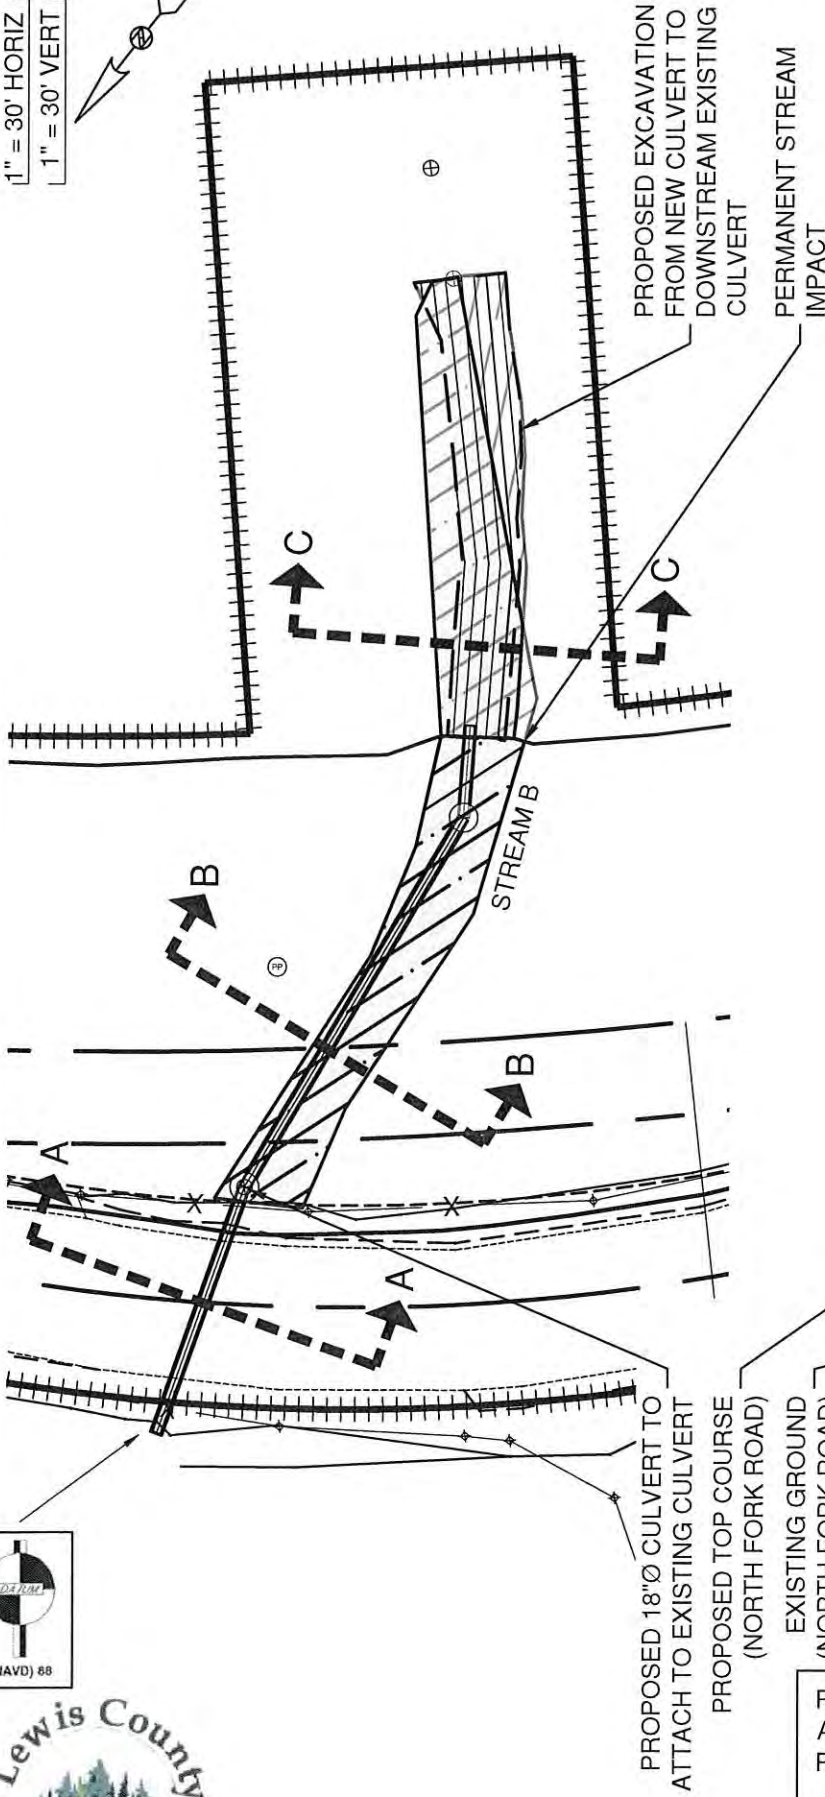 1" = 30' HORIZ
1" = 30' VERT
PROPOSED EXCAVATION
FROM NEW CULVERT TO
DOWNSTREAM EXISTING
CULVERT
PERMANENT STREAM
IMPACT
C
C
B
PP
B
STREAM B
A
A
PROPOSED 18"Ø CULVERT TO
ATTACH TO EXISTING CULVERT
PROPOSED TOP COURSE
(NORTH FORK ROAD)
EXISTING GROUND
(NORTH FORK ROAD)
DATUM
(NAVD) 88
Lewis County